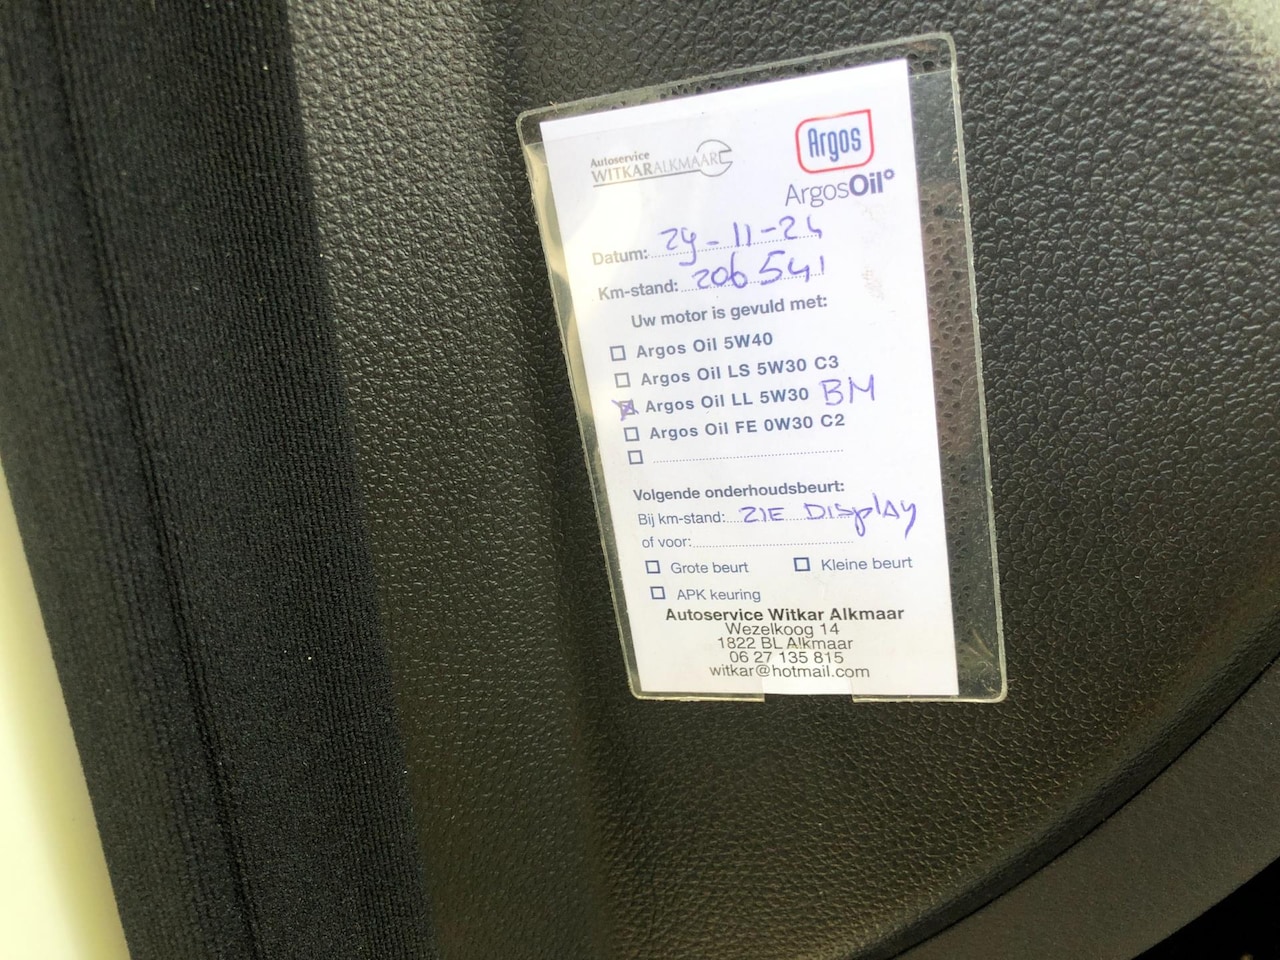 Autoservice
WITKARALKMAAR
Argos
ArgosOil°
Datum: 29-11-24
Km-stand: 206541
Uw motor is gevuld met:
Argos Oil 5W40
Argos Oil LS 5W30 C3
Argos Oil LL 5W30 BM
Argos Oil FE 0W30 C2
Volgende onderhoudsbeurt:
Bij km-stand: ZIE DISplAy
of voor:
Grote beurt Kleine beurt
APK keuring
Autoservice Witkar Alkmaar
Wezelkoog 14
1822 BL Alkmaar
06 27 135 815
witkar@hotmail.com